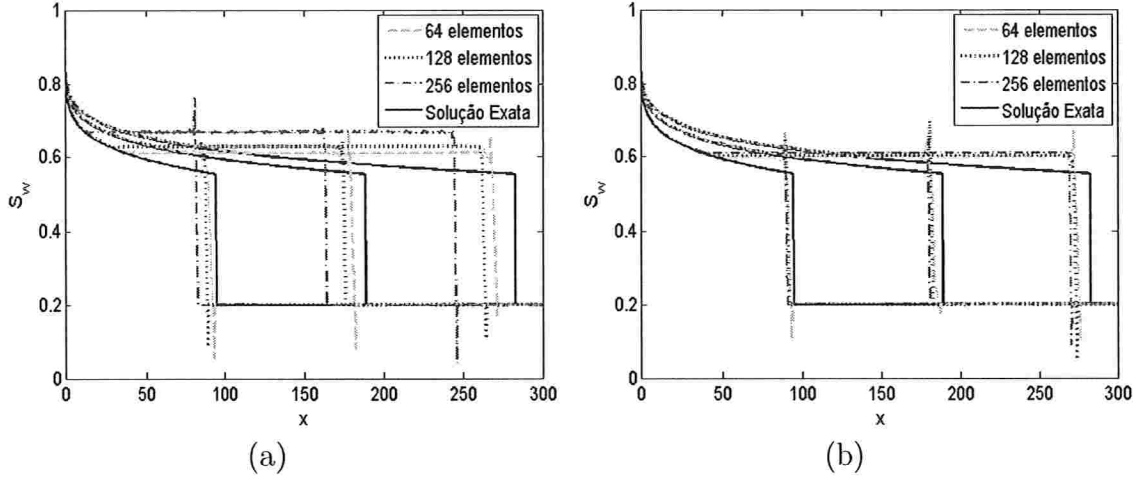 64 elementos
128 elementos
256 elementos
Solução Exata
1
0.8
0.6
0.4
0.2
0
S_w
0 50 100 150 200 250 300
x
(a)
64 elementos
128 elementos
256 elementos
Solução Exata
1
0.8
0.6
0.4
0.2
0
S_w
0 50 100 150 200 250 300
x
(b)